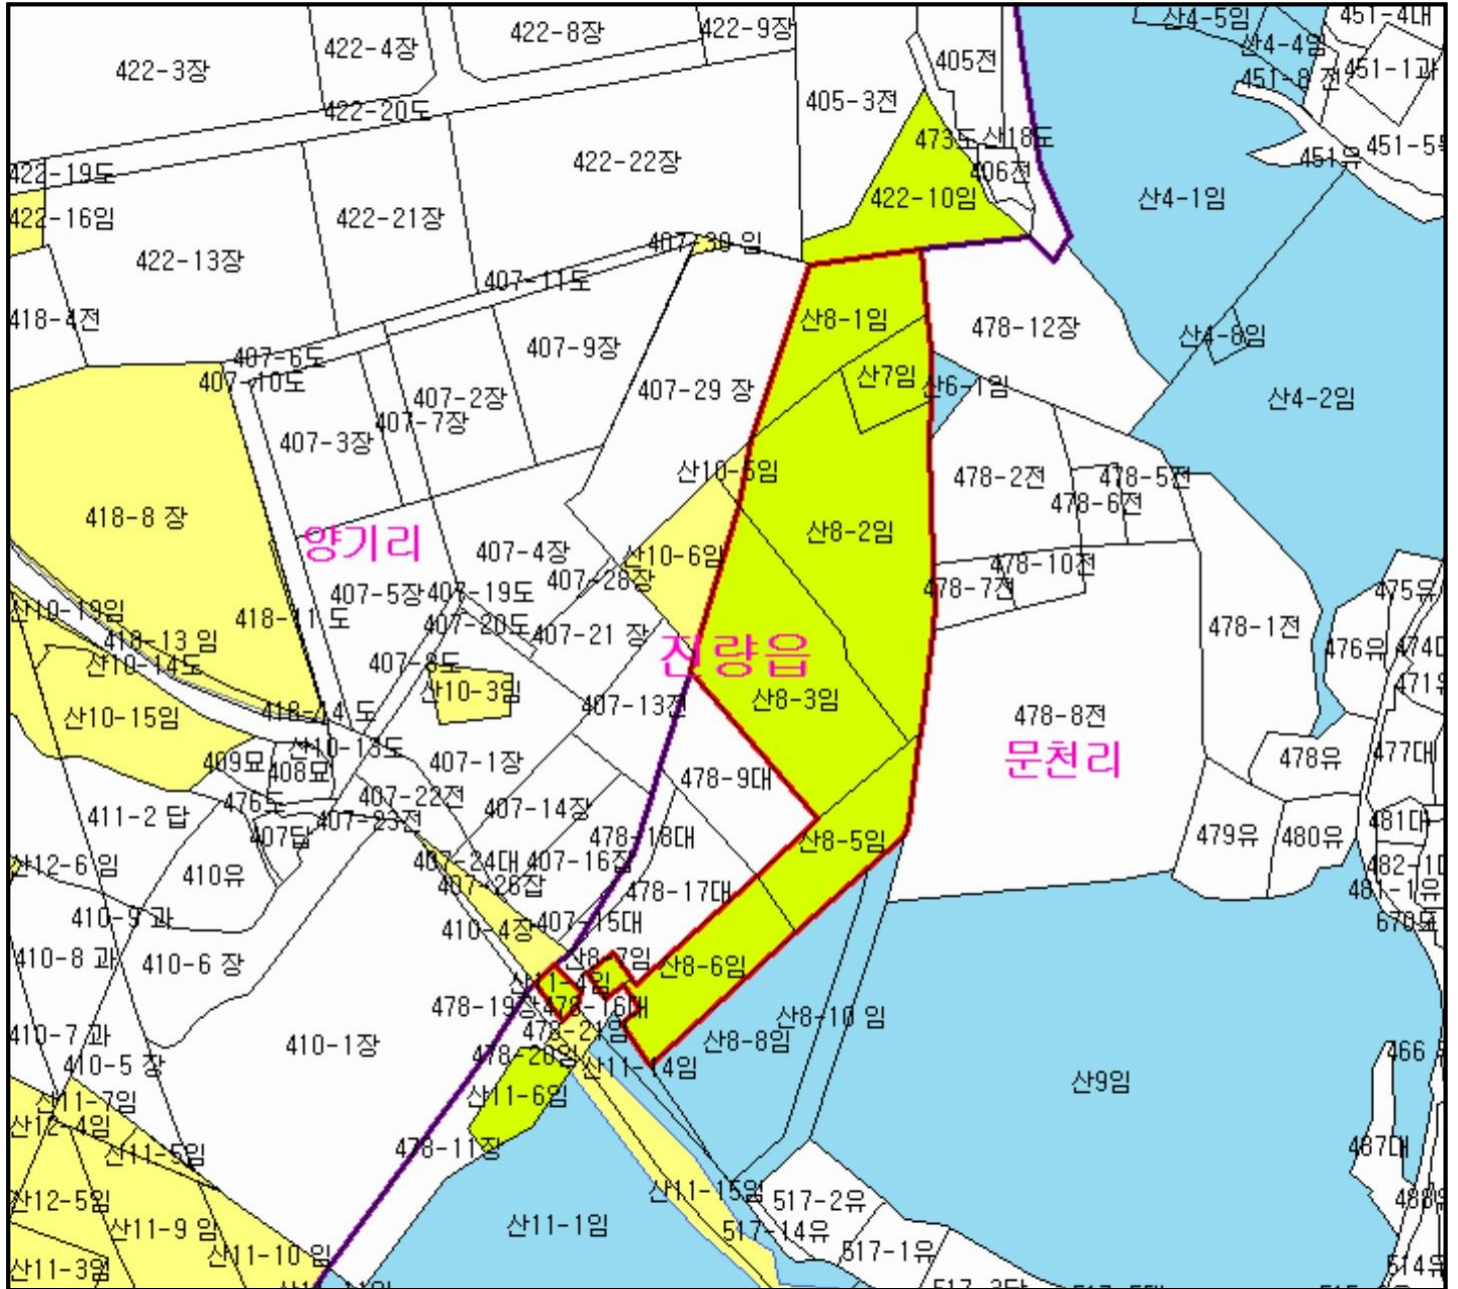 422-3장
422-4장
422-8장
422-9장
422-20도
405-3전
405전
산4-5임
산4-4임
451-4대
451-1과
451-8 전
473도
산18도
406전
451유
422-19도
422-16임
422-13장
422-21장
422-22장
422-10임
산4-1임
407-30 임
407-11도
418-4전
407-6도
407-10도
407-9장
407-29 장
산8-1임
478-12장
산4-8임
407-3장
407-2장
407-7장
산7임
산6-1임
산4-2임
산10-5임
478-2전
478-5전
478-6전
418-8 장
양기리
407-4장
산10-6임
407-28장
산8-2임
478-10전
478-7전
407-5장
407-19도
407-20도
407-21 장
산10-19임
418-13 임
418-11 도
산10-14도
407-8도
진량읍
478-1전
475유
476유
산10-15임
산10-3임
407-13전
산8-3임
478-8전
문천리
418-14 도
산10-13도
409묘
408묘
407-1장
478-9대
478유
477대
476도
407-22전
407-23전
407-14장
411-2 답
407답
478-18대
산8-5임
479유
480유
481대
산12-6 임
410유
407-24대
407-16잡
407-26잡
478-17대
481-1유
410-9 과
410-4장
407-15대
670도
410-8 과
410-6 장
산8-7임
산8-6임
산11-4임
478-19장
478-16대
산8-10 임
410-7 과
410-5 장
410-1장
산8-8임
산11-14임
산11-6임
산9임
466
산11-7임
산12-4임
산11-5임
478-11장
487대
산12-5임
산11-9 임
산11-10 임
산11-3임
산11-1임
산11-15임
517-2유
517-14유
517-1유
514유